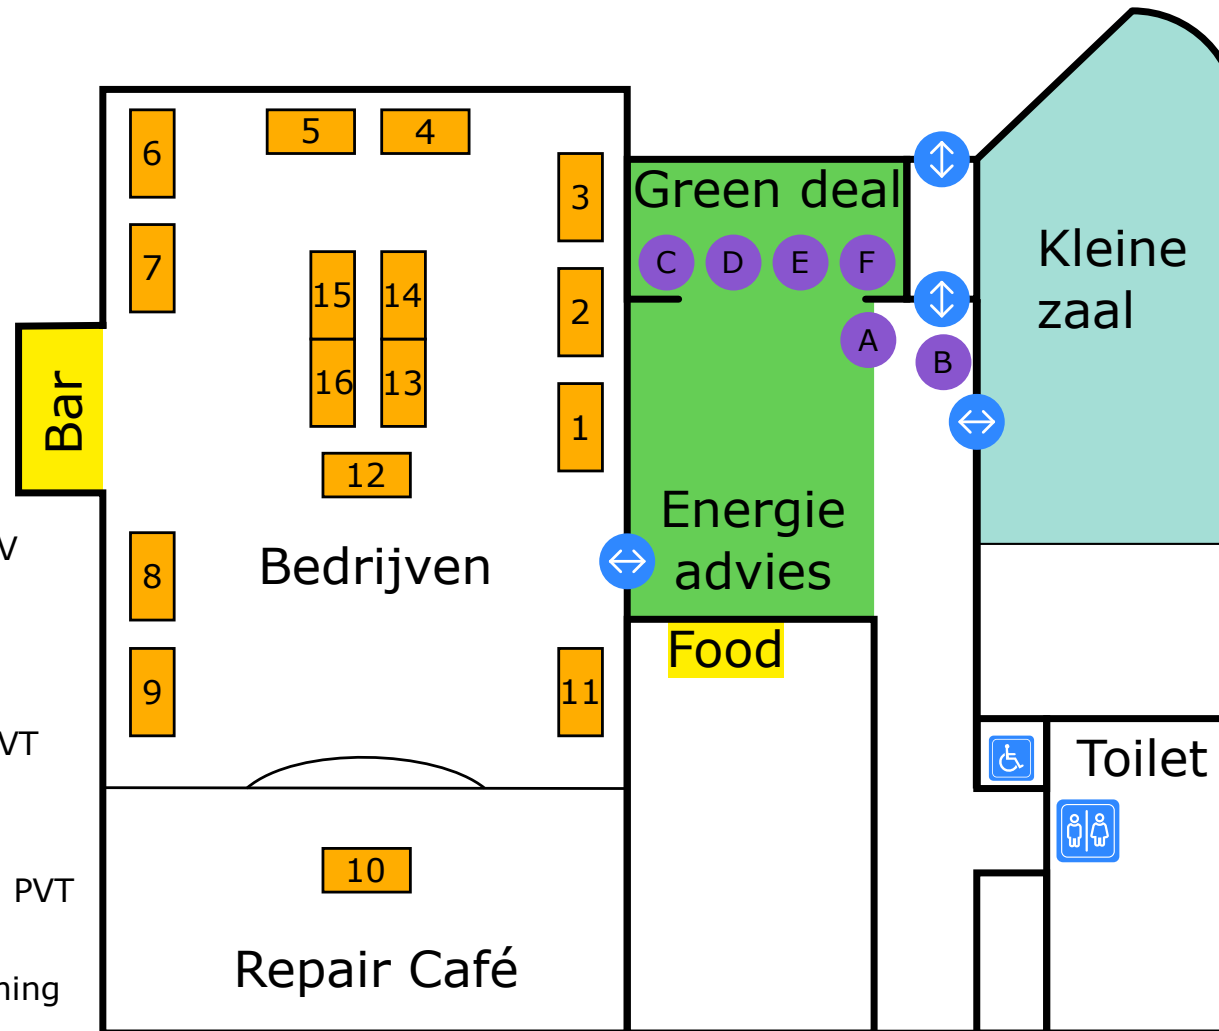 5
4
6
3
Green deal
7
C
D
E
F
Kleine
zaal
15
14
2
A
B
16
13
Bar
1
12
Energie
advies
V
Bedrijven
8
Food
9
11
VT
Toilet
10
PVT
Repair Café
ning